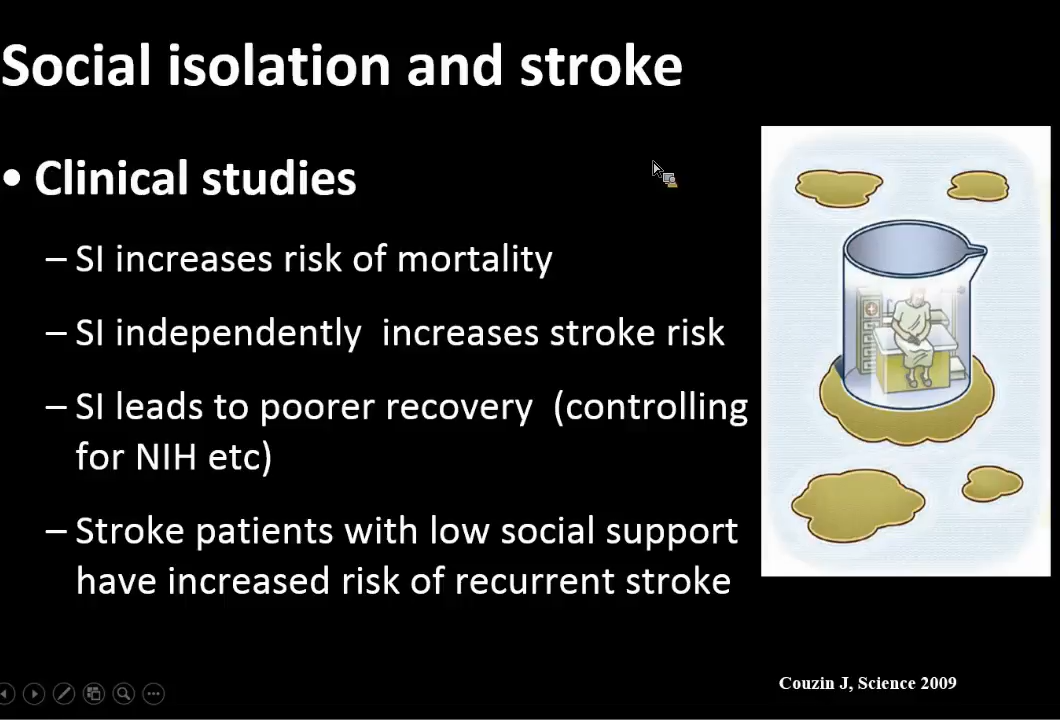 Social isolation and stroke
• Clinical studies
– SI increases risk of mortality
– SI independently  increases stroke risk
– SI leads to poorer recovery  (controlling
for NIH etc)
– Stroke patients with low social support
have increased risk of recurrent stroke
Couzin J, Science 2009